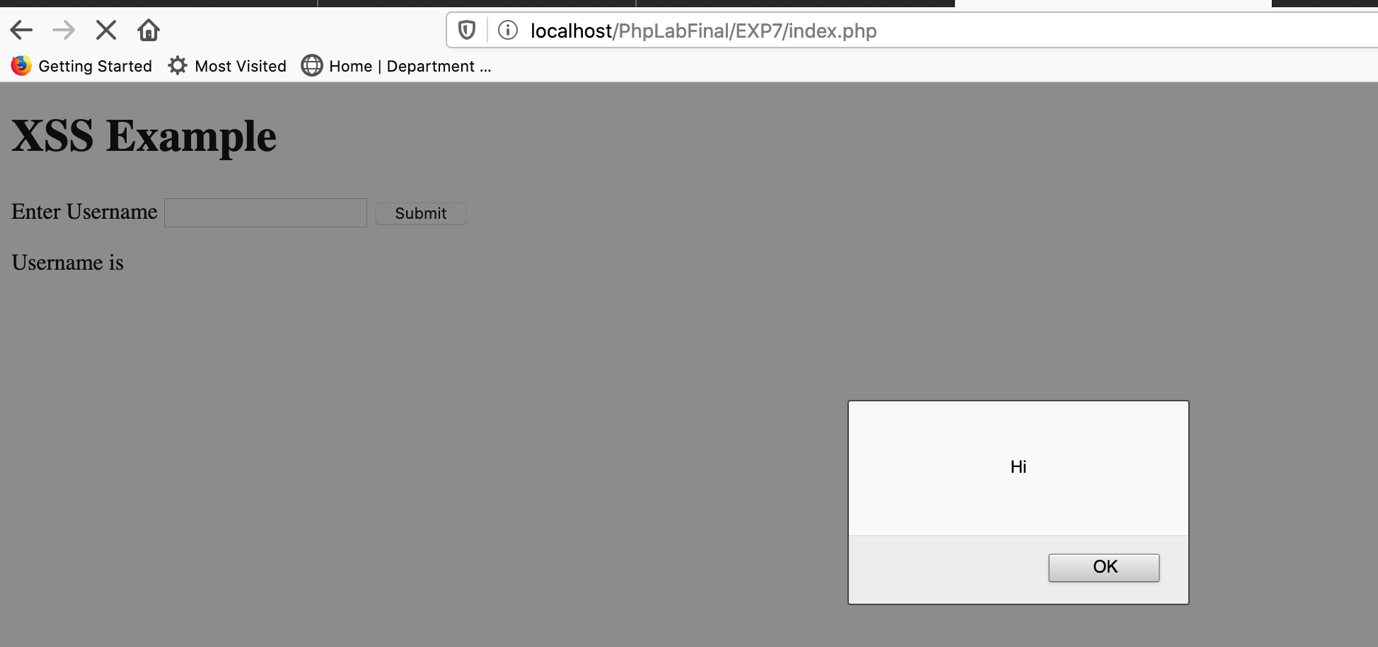 localhost/PhpLabFinal/EXP7/index.php
Getting Started Most Visited Home | Department ...
XSS Example
Enter Username Submit
Username is
Hi
OK